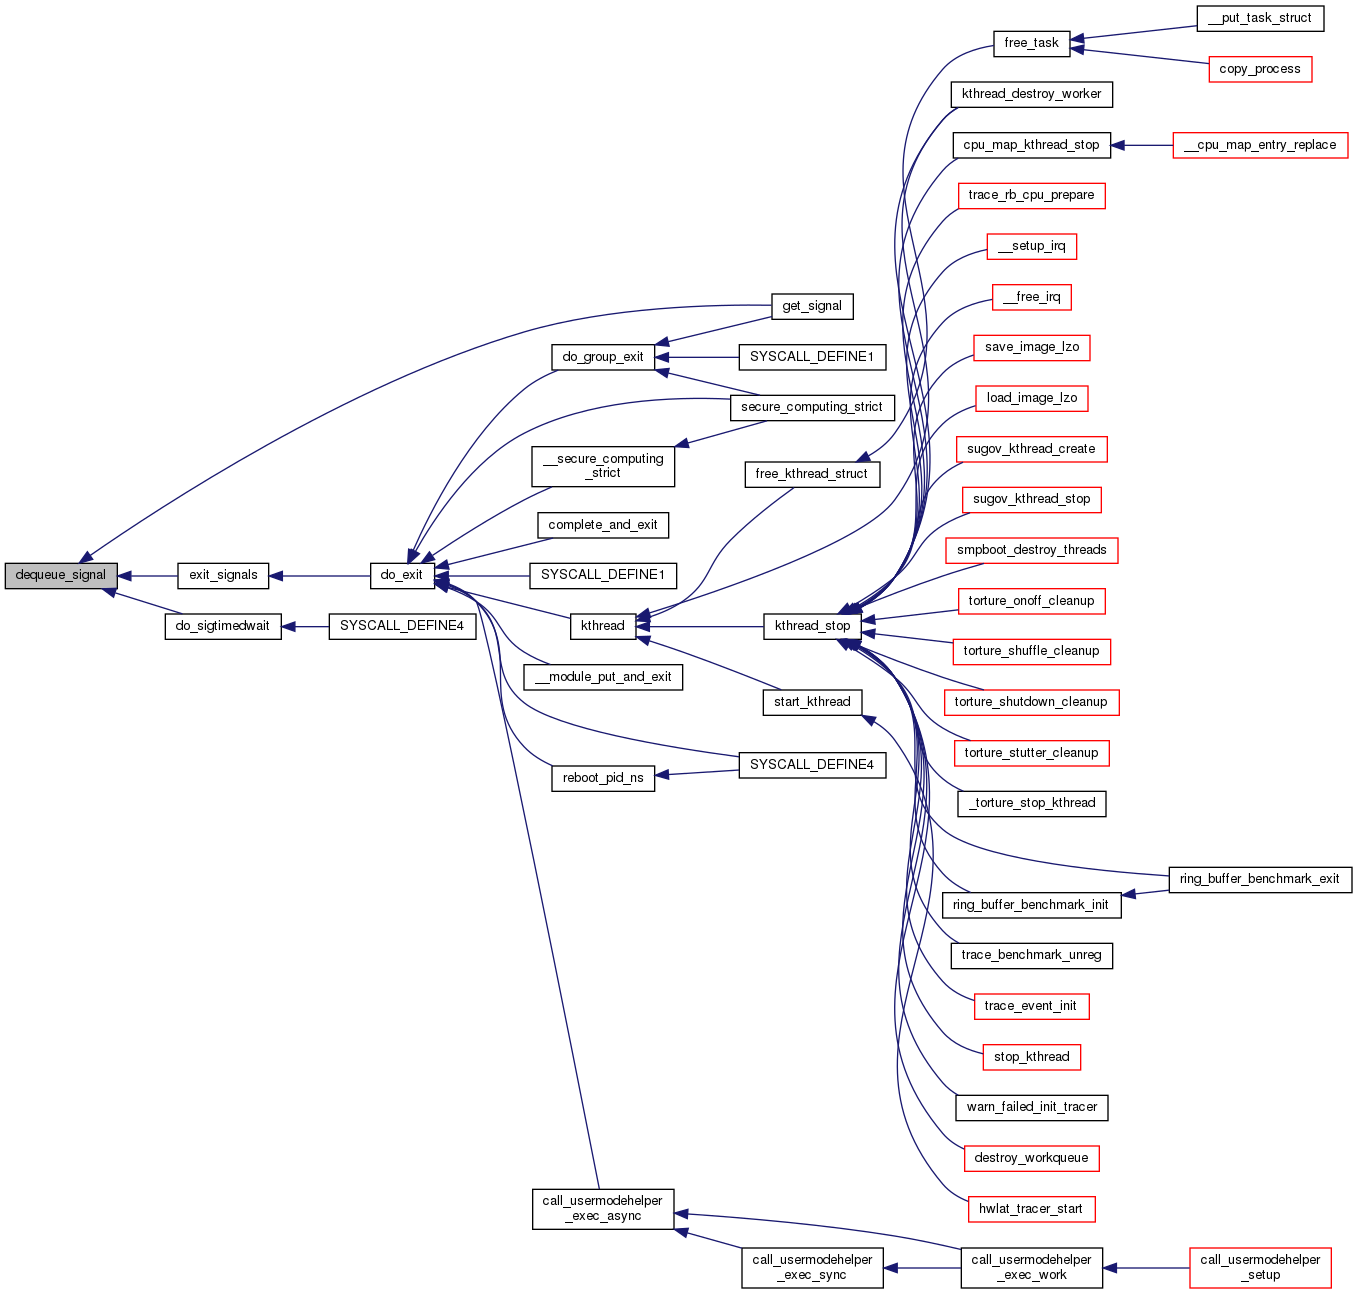 __put_task_struct
free_task
copy_process
kthread_destroy_worker
cpu_map_kthread_stop
__cpu_map_entry_replace
trace_rb_cpu_prepare
__setup_irq
__free_irq
get_signal
save_image_lzo
do_group_exit
SYSCALL_DEFINE1
load_image_lzo
secure_computing_strict
sugov_kthread_create
__secure_computing
_strict
free_kthread_struct
sugov_kthread_stop
complete_and_exit
smpboot_destroy_threads
dequeue_signal
exit_signals
do_exit
SYSCALL_DEFINE1
torture_onoff_cleanup
do_sigtimedwait
SYSCALL_DEFINE4
kthread
kthread_stop
torture_shuffle_cleanup
__module_put_and_exit
start_kthread
torture_shutdown_cleanup
torture_stutter_cleanup
reboot_pid_ns
SYSCALL_DEFINE4
_torture_stop_kthread
ring_buffer_benchmark_exit
ring_buffer_benchmark_init
trace_benchmark_unreg
trace_event_init
stop_kthread
warn_failed_init_tracer
destroy_workqueue
call_usermodehelper
_exec_async
hwlat_tracer_start
call_usermodehelper
_exec_sync
call_usermodehelper
_exec_work
call_usermodehelper
_setup